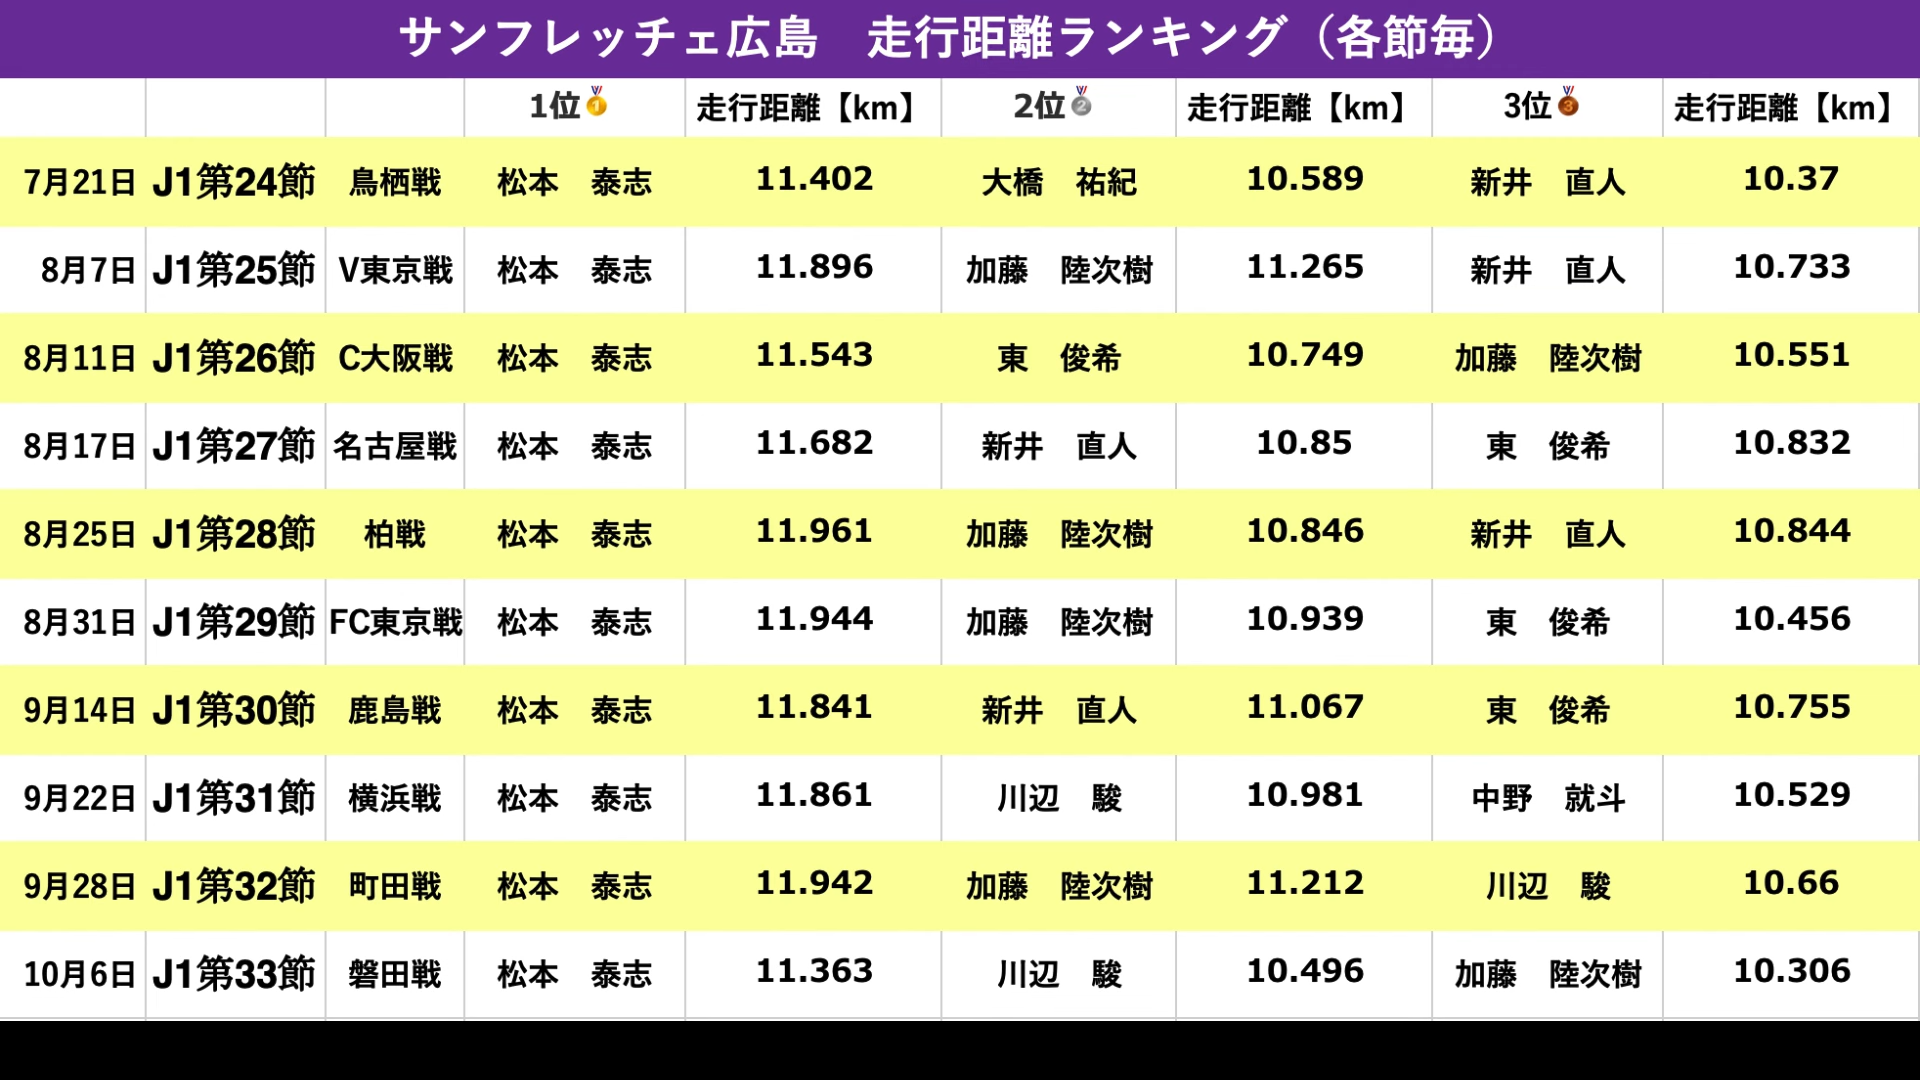 サンフレッチェ広島　走行距離ランキング（各節毎）
1位🥇 走行距離【km】 2位🥈 走行距離【km】 3位🥉 走行距離【km】
7月21日 J1第24節 鳥栖戦 松本　泰志 11.402 大橋　祐紀 10.589 新井　直人 10.37
8月7日 J1第25節 V東京戦 松本　泰志 11.896 加藤　陸次樹 11.265 新井　直人 10.733
8月11日 J1第26節 C大阪戦 松本　泰志 11.543 東　俊希 10.749 加藤　陸次樹 10.551
8月17日 J1第27節 名古屋戦 松本　泰志 11.682 新井　直人 10.85 東　俊希 10.832
8月25日 J1第28節 柏戦 松本　泰志 11.961 加藤　陸次樹 10.846 新井　直人 10.844
8月31日 J1第29節 FC東京戦 松本　泰志 11.944 加藤　陸次樹 10.939 東　俊希 10.456
9月14日 J1第30節 鹿島戦 松本　泰志 11.841 新井　直人 11.067 東　俊希 10.755
9月22日 J1第31節 横浜戦 松本　泰志 11.861 川辺　駿 10.981 中野　就斗 10.529
9月28日 J1第32節 町田戦 松本　泰志 11.942 加藤　陸次樹 11.212 川辺　駿 10.66
10月6日 J1第33節 磐田戦 松本　泰志 11.363 川辺　駿 10.496 加藤　陸次樹 10.306